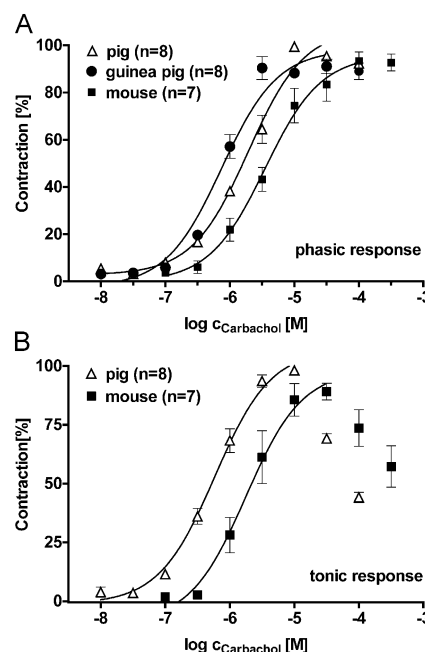 A
pig (n=8)
guinea pig (n=8)
mouse (n=7)
Contraction [%]
100
80
60
40
20
0
phasic response
-8 -7 -6 -5 -4 -3
log cCarbachol [M]
B
pig (n=8)
mouse (n=7)
Contraction[%]
100
75
50
25
0
tonic response
-8 -7 -6 -5 -4 -3
log cCarbachol [M]